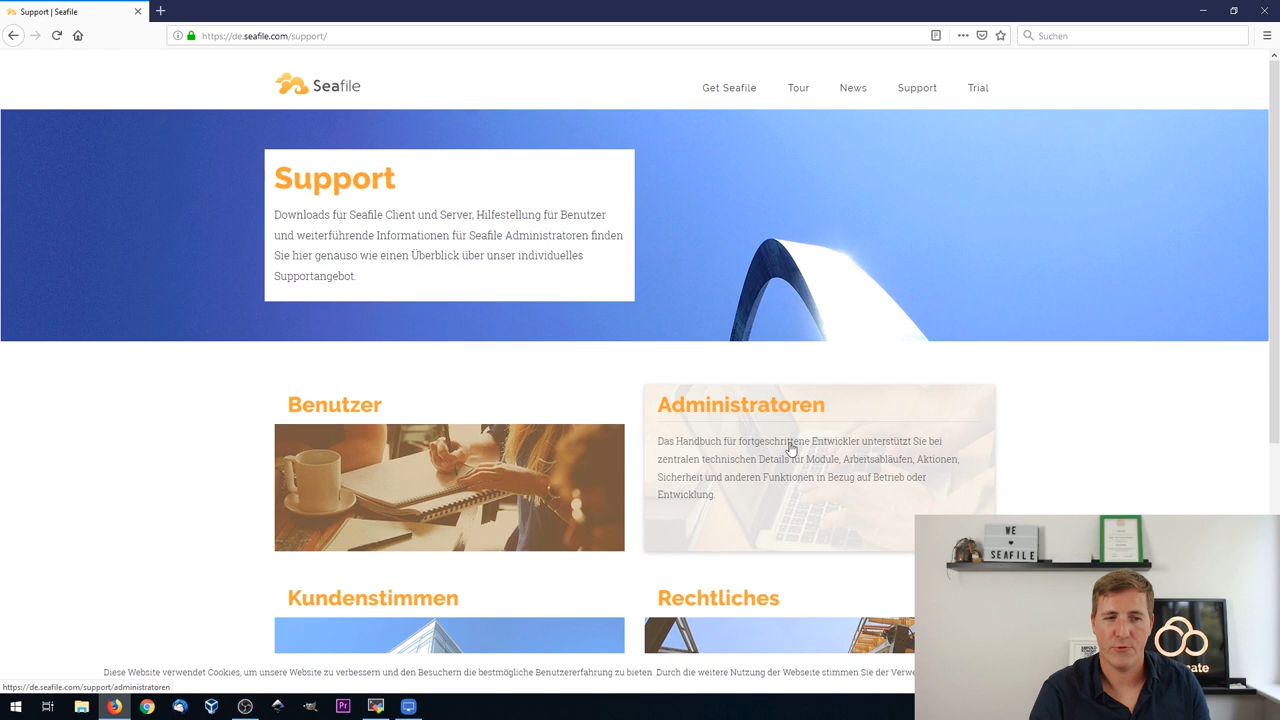 Support | Seafile
https://de.seafile.com/support/
Suchen
Seafile
Get Seafile
Tour
News
Support
Trial
Support
Downloads für Seafile Client und Server, Hilfestellung für Benutzer
und weiterführende Informationen für Seafile Administratoren finden
Sie hier genauso wie einen Überblick über unser individuelles
Supportangebot.
Benutzer
Administratoren
Das Handbuch für fortgeschrittene Entwickler unterstützt Sie bei
zentralen technischen Details für Module, Arbeitsabläufen, Aktionen,
Sicherheit und anderen Funktionen in Bezug auf Betrieb oder
Entwicklung.
Kundenstimmen
Rechtliches
WE
SEAFILE
Diese Website verwendet Cookies, um unsere Website zu verbessern und den Besuchern die bestmögliche Benutzererfahrung zu bieten. Durch die weitere Nutzung der Webseite stimmen Sie der
https://de.seafile.com/support/administratoren
Pr